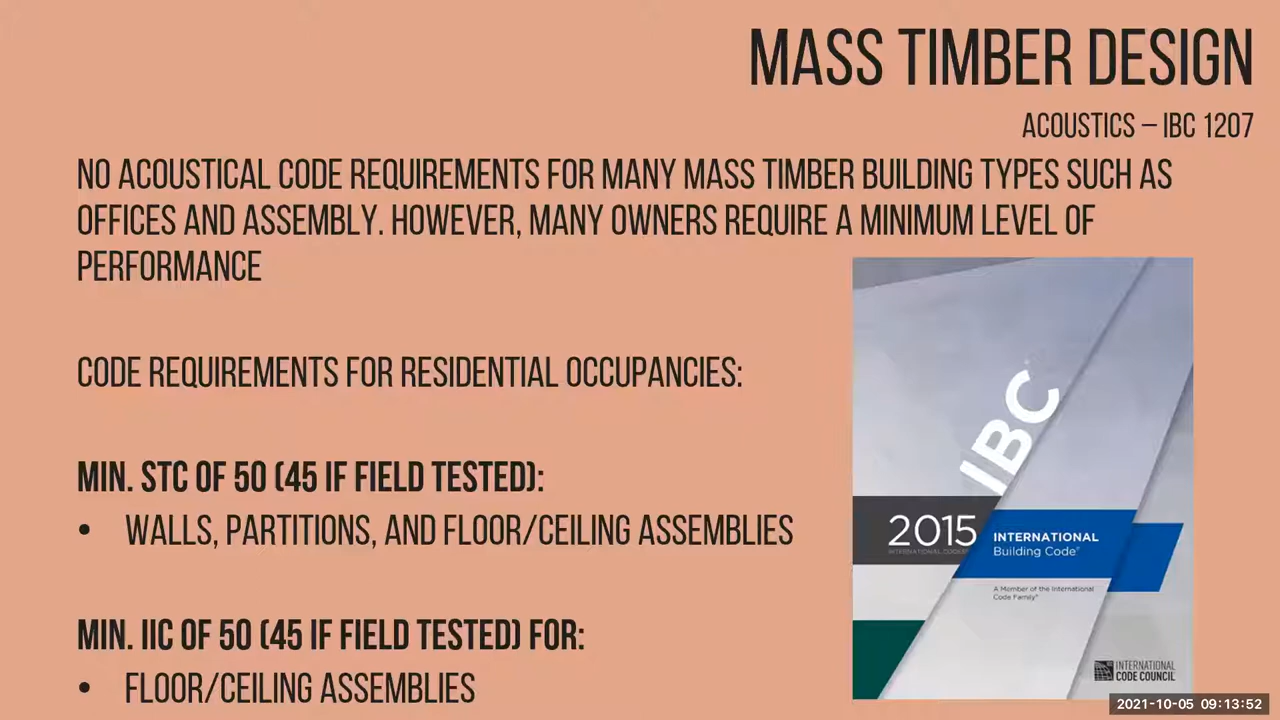 MASS TIMBER DESIGN
ACOUSTICS – IBC 1207
NO ACOUSTICAL CODE REQUIREMENTS FOR MANY MASS TIMBER BUILDING TYPES SUCH AS
OFFICES AND ASSEMBLY. HOWEVER, MANY OWNERS REQUIRE A MINIMUM LEVEL OF
PERFORMANCE
CODE REQUIREMENTS FOR RESIDENTIAL OCCUPANCIES:
MIN. STC OF 50 (45 IF FIELD TESTED):
• WALLS, PARTITIONS, AND FLOOR/CEILING ASSEMBLIES
MIN. IIC OF 50 (45 IF FIELD TESTED) FOR:
• FLOOR/CEILING ASSEMBLIES
IBC
2015
INTERNATIONAL CODES®
INTERNATIONAL
Building Code®
A Member of the International
Code Family®
INTERNATIONAL
CODE COUNCIL
2021-10-05 09:13:52